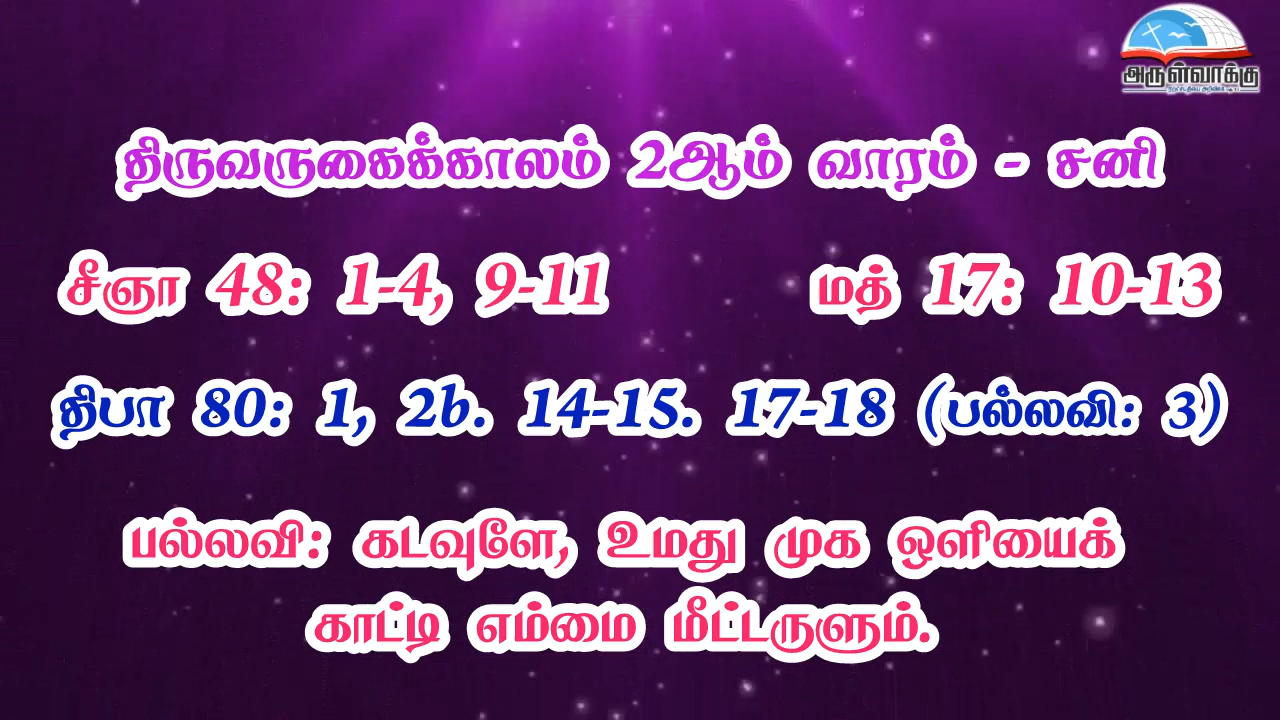 அருள்வாக்கு
திருவருகைக்காலம் 2ஆம் வாரம் - சனி
சீஞா 48: 1-4, 9-11 மத் 17: 10-13
திபா 80: 1, 2b. 14-15. 17-18 (பல்லவி: 3)
பல்லவி: கடவுளே, உமது முக ஒளியைக்
காட்டி எம்மை மீட்டருளும்.